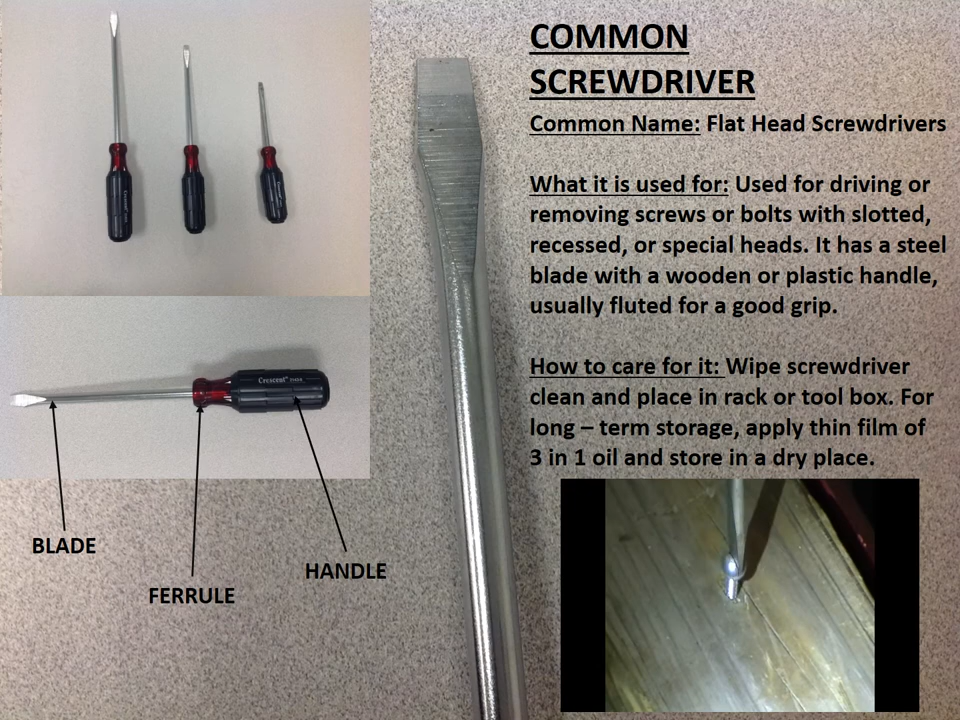 COMMON
SCREWDRIVER
Common Name: Flat Head Screwdrivers
What it is used for: Used for driving or
removing screws or bolts with slotted,
recessed, or special heads. It has a steel
blade with a wooden or plastic handle,
usually fluted for a good grip.
How to care for it: Wipe screwdriver
clean and place in rack or tool box. For
long – term storage, apply thin film of
3 in 1 oil and store in a dry place.
Crescent
BLADE
FERRULE
HANDLE